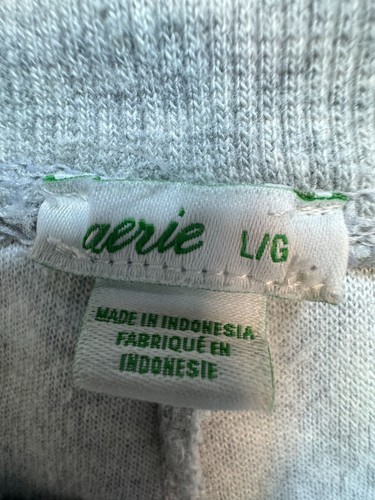 aerie L/G
MADE IN INDONESIA
FABRIQUÉ EN
INDONESIE